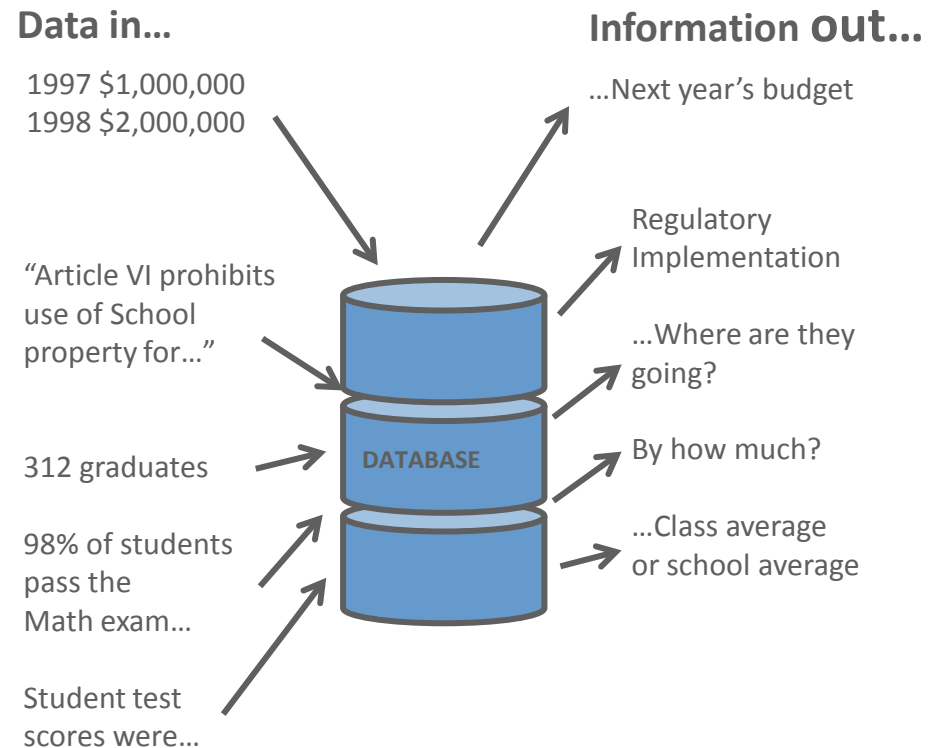 Data in...
1997 $1,000,000
1998 $2,000,000
“Article VI prohibits
use of School
property for...”
312 graduates
98% of students
pass the
Math exam...
Student test
scores were...
DATABASE
Information out...
...Next year’s budget
Regulatory
Implementation
...Where are they
going?
By how much?
...Class average
or school average